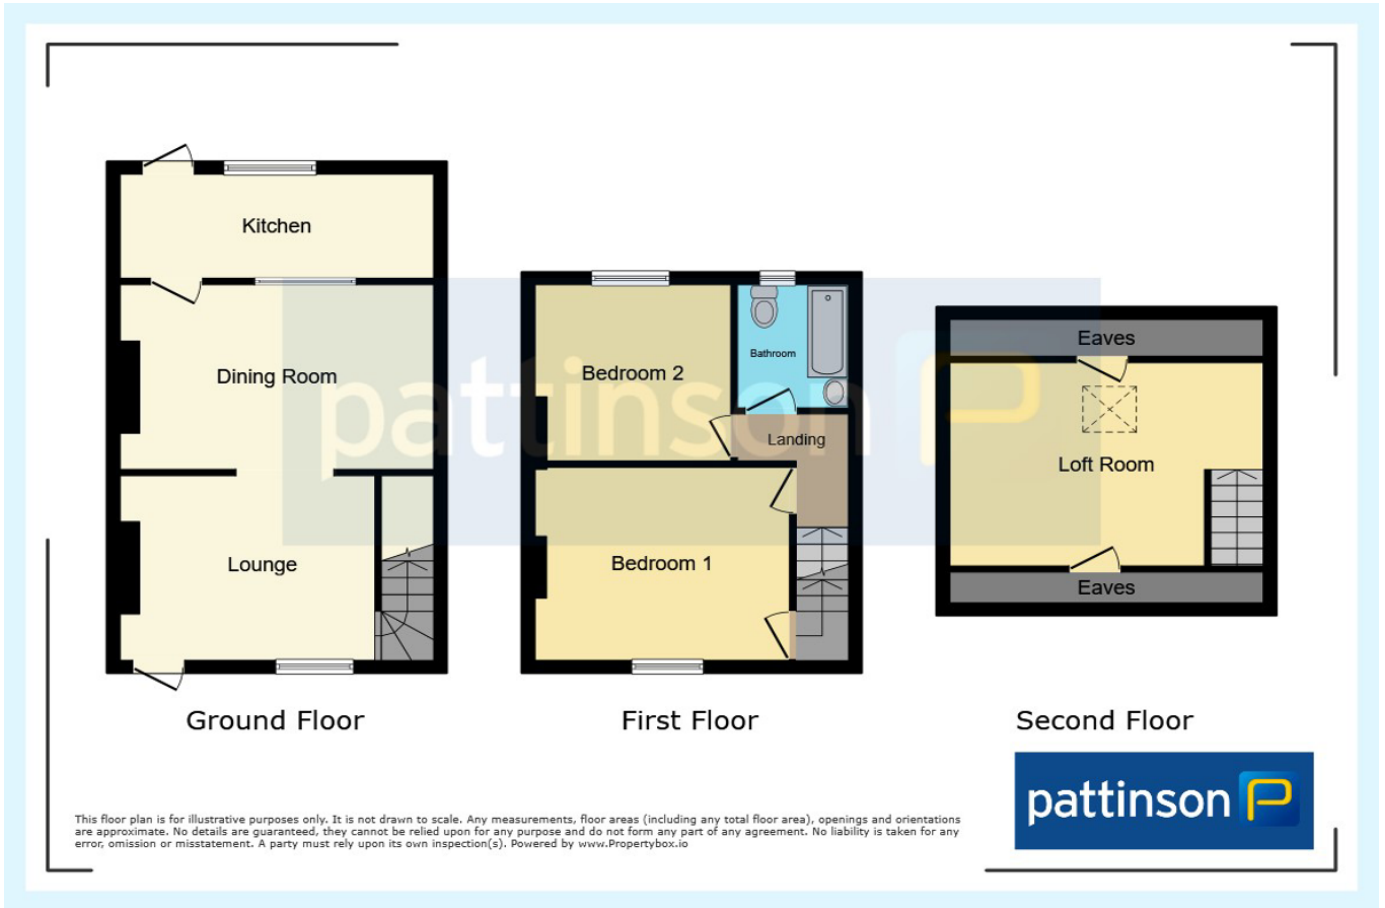 Kitchen
Dining Room
Lounge
Ground Floor
Bedroom 2
Bathroom
Landing
Bedroom 1
First Floor
Eaves
Loft Room
Eaves
Second Floor
pattinson
pattinson
This floor plan is for illustrative purposes only. It is not drawn to scale. Any measurements, floor areas (including any total floor area), openings and orientations
are approximate. No details are guaranteed, they cannot be relied upon for any purpose and do not form any part of any agreement. No liability is taken for any
error, omission or misstatement. A party must rely upon its own inspection(s). Powered by www.Propertybox.io